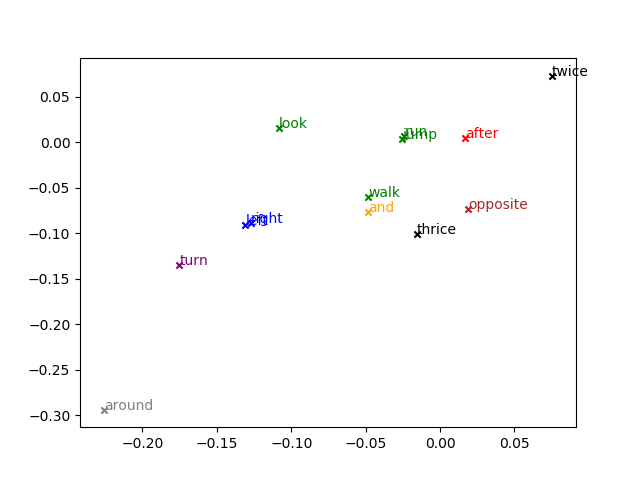 twice
0.05
look
run
jump
after
0.00
−0.05
walk
and
opposite
−0.10
Left
right
thrice
turn
−0.15
−0.20
−0.25
around
−0.30
−0.20
−0.15
−0.10
−0.05
0.00
0.05